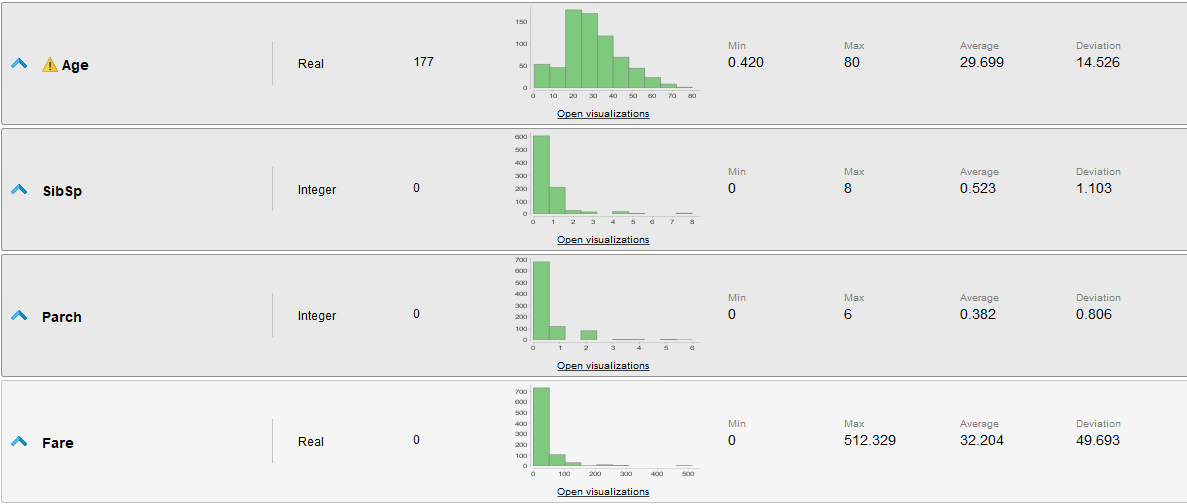 Age Real 177 Min Max Average Deviation
0.420 80 29.699 14.526
150
100
50
0
0 10 20 30 40 50 60 70 80
Open visualizations
SibSp Integer 0 Min Max Average Deviation
0 8 0.523 1.103
600
500
400
300
200
100
0
0 1 2 3 4 5 6 7 8
Open visualizations
Parch Integer 0 Min Max Average Deviation
0 6 0.382 0.806
700
600
500
400
300
200
100
0
0 1 2 3 4 5 6
Open visualizations
Fare Real 0 Min Max Average Deviation
0 512.329 32.204 49.693
700
600
500
400
300
200
100
0
0 100 200 300 400 500
Open visualizations